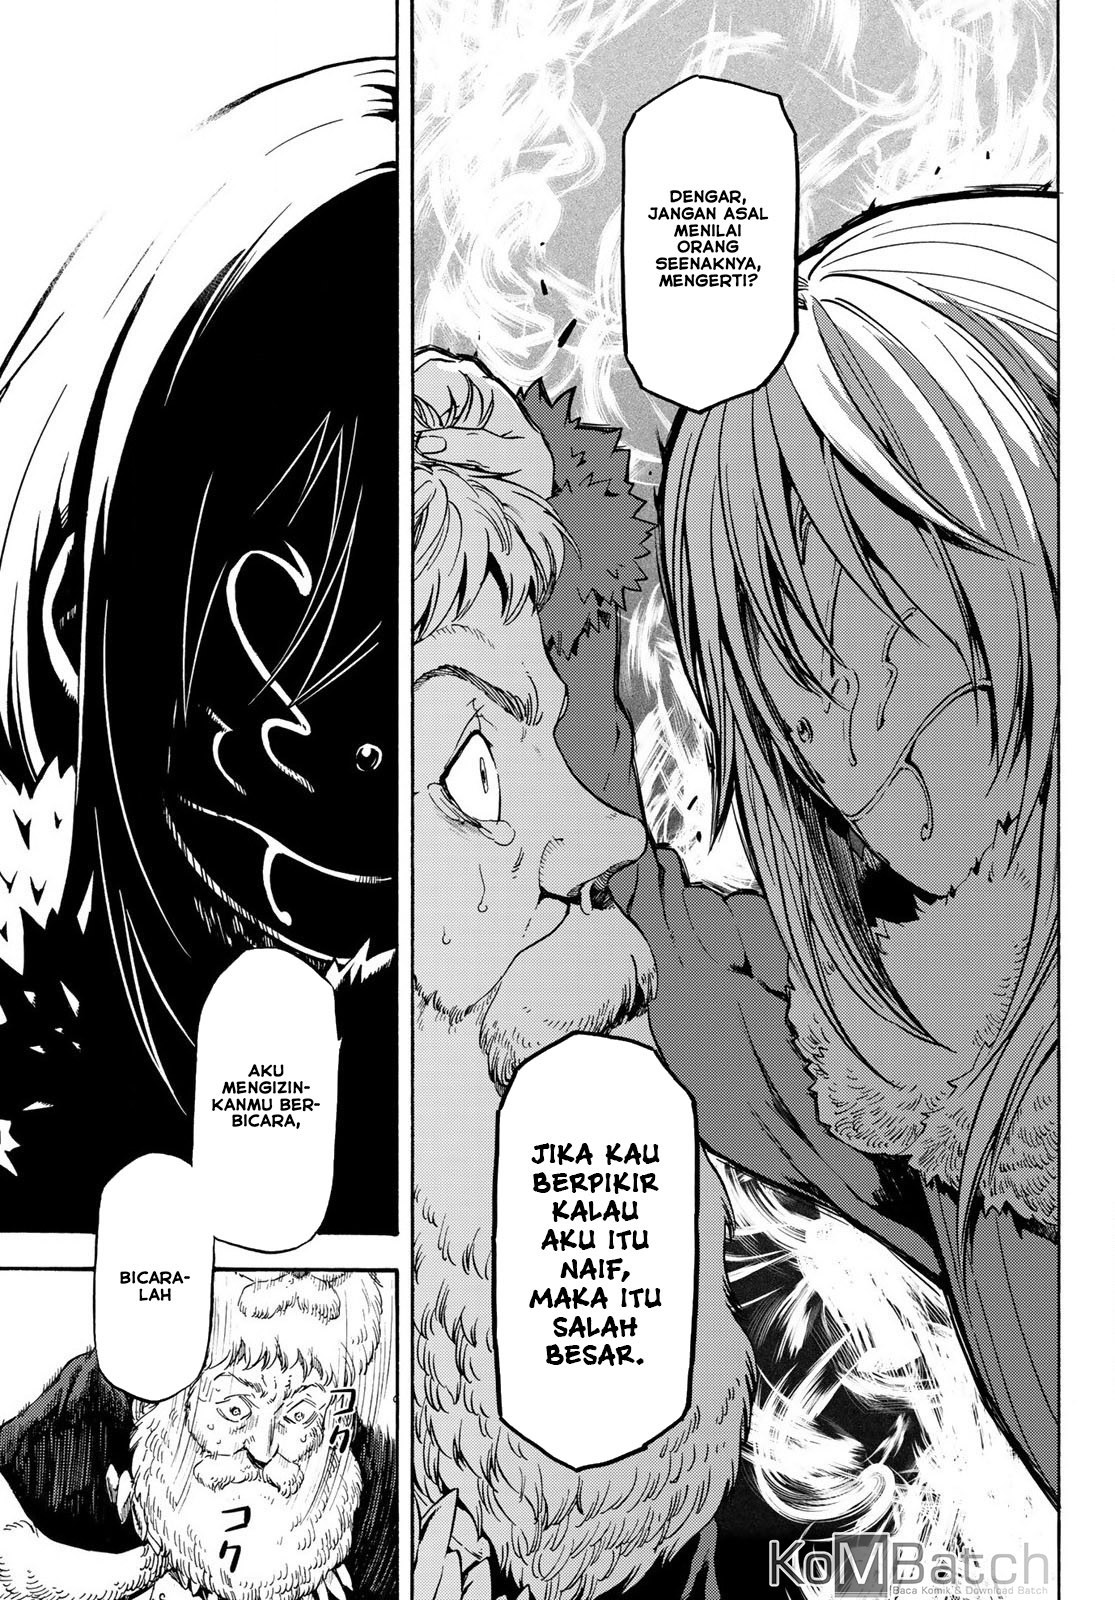 DENGAR,
JANGAN ASAL
MENILAI
ORANG
SEENAKNYA,
MENGERTI?
JIKA KAU
BERPIKIR
KALAU
AKU ITU
NAIF,
MAKA ITU
SALAH
BESAR.
AKU
MENGIZIN-
KANMU BER-
BICARA,
BICARA-
LAH
コク
コク
KoMBatch
Baca Komik & Download Batch